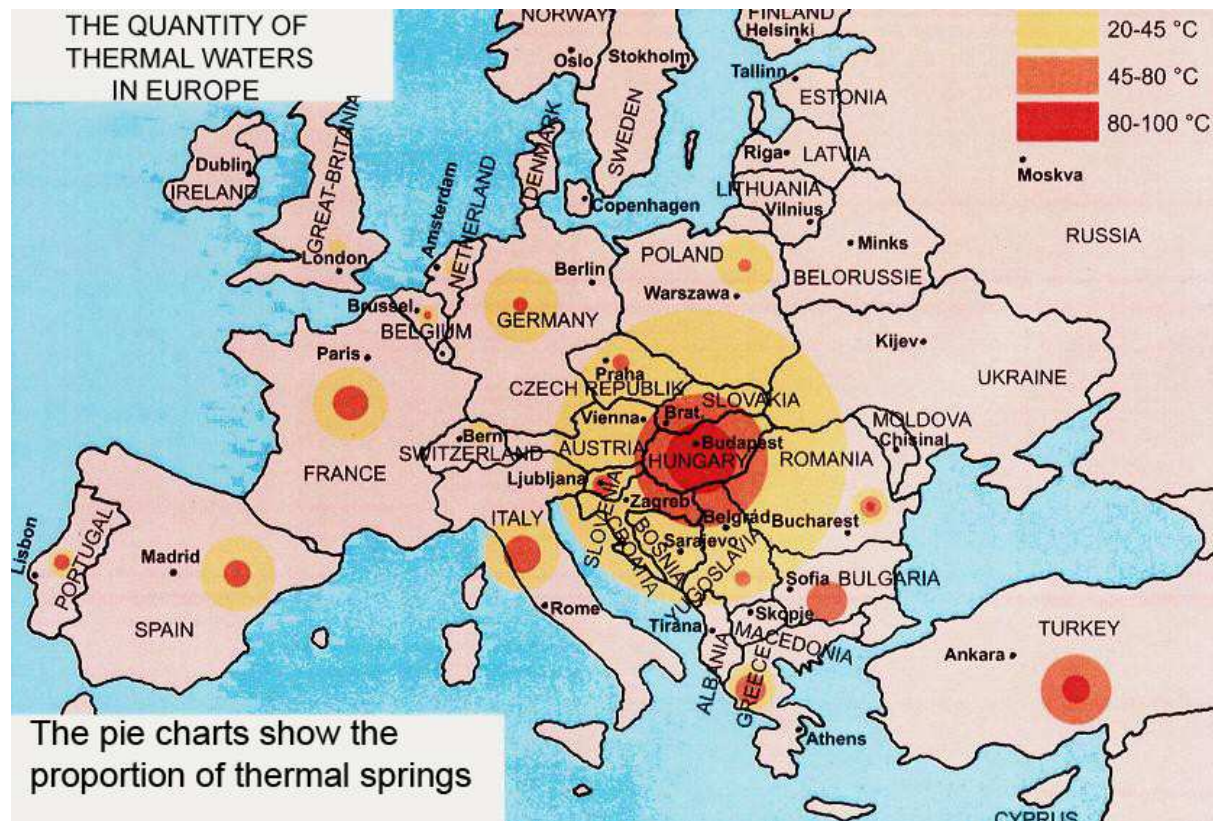 THE QUANTITY OF
THERMAL WATERS
IN EUROPE
20-45 °C
45-80 °C
80-100 °C
NORWAY
Oslo
Stokholm
SWEDEN
FINLAND
Helsinki
Tallinn
ESTONIA
Riga
LATVIA
LITHUANIA
Vilnius
Moskva
RUSSIA
Minks
BELORUSSIE
Dublin
IRELAND
GREAT-BRITANIA
London
DENMARK
Copenhagen
Amsterdam
NETHERLAND
Brussel
BELGIUM
Berlin
GERMANY
POLAND
Warszawa
Kijev
UKRAINE
Paris
FRANCE
Praha
CZECH REPUBLIK
SLOVAKIA
Brat.
Vienna
AUSTRIA
Bern
SWITZERLAND
Budapest
HUNGARY
ROMANIA
MOLDOVA
Chisinal
Ljubljana
SLOVENIA
Zagreb
CROATIA
BOSNIA
Sarajevo
Belgrád
YUGOSLAVIA
Bucharest
ITALY
Rome
Lisbon
PORTUGAL
Madrid
SPAIN
Sofia
BULGARIA
Skopje
MACEDONIA
Tirana
ALBANIA
GREECE
Athens
TURKEY
Ankara
CYPRUS
The pie charts show the
proportion of thermal springs